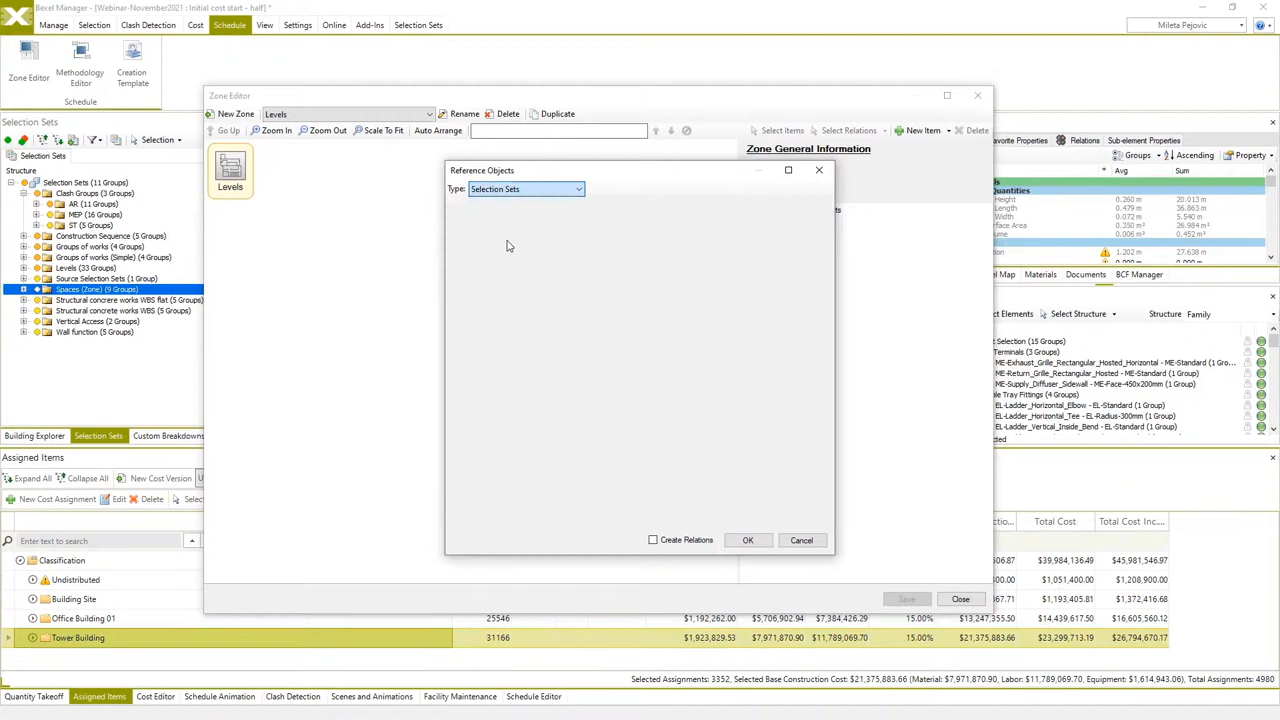 Bevel Manager - Webinar-November2021 : Initial cost start - half| *
Manage Selection Clash Detection Cost Schedule View Settings Online Add-Ins Selection Sets
Mileta Pejovic
Zone Editor Methodology Editor Creation Template
Schedule
Selection Sets
Selection
Selection Sets
Structure
Selection Sets (11 Groups)
Clash Groups (3 Groups)
AR (11 Groups)
MEP (16 Groups)
ST (5 Groups)
Construction Sequence (5 Groups)
Groups of works (4 Groups)
Groups of works (Simple) (4 Groups)
Levels (33 Groups)
Source Selection Sets (1 Group)
Spaces (Zone) (9 Groups)
Structural concrere works WBS flat (5 Groups)
Structural concrete works WBS (5 Groups)
Vertical Access (2 Groups)
Wall function (5 Groups)
Building Explorer Selection Sets Custom Breakdowns
Zone Editor
New Zone Levels Rename Delete Duplicate
Go Up Zoom In Zoom Out Scale To Fit Auto Arrange Select Items Select Relations New Item Delete
Levels
Zone General Information
Reference Objects
Type: Selection Sets
Create Relations OK Cancel
Save Close
Favorite Properties Relations Sub-element Properties
Groups Ascending Property
* Avg Sum
Quantities
Height 0.260 m 20.013 m
Length 0.479 m 36.863 m
Width 0.072 m 5.540 m
Surface Area 0.006 m² 26.984 m²
0.006 m³ 0.452 m³
1.202 m 27.638 m
Materials Documents BCF Manager
Select Structure Structure Family
Selection (15 Groups)
Terminals (3 Groups)
ME-Exhaust_Grille_Rectangular_Hosted_Horizontal - ME-Standard (1 Gro...
ME-Return_Grille_Rectangular_Hosted - ME-Standard (1 Group)
ME-Supply_Diffuser_Sidewall - ME-Face-450x200mm (1 Group)
Tray Fittings (4 Groups)
EL-Ladder_Horizontal_Elbow - EL-Standard (1 Group)
EL-Ladder_Horizontal_Tee - EL-Radius-300mm (1 Group)
EL-Ladder_Vertical_Inside_Bend - EL-Standard (1 Group)
Assigned Items
Expand All Collapse All New Cost Version
New Cost Assignment Edit Delete
Total Cost Total Cost Inc....
Enter text to search
Classification $39,984,136.49 $45,981,546.97
Undistributed $1,051,400.00 $1,208,900.00
Building Site $1,193,405.81 $1,372,416.68
Office Building 01 25546 $1,192,262.00 $5,706,902.94 $7,384,426.29 15.00% $13,247,355.50 $14,439,617.50 $16,605,560.12
Tower Building 31166 $1,923,829.53 $7,971,870.90 $11,789,069.70 15.00% $21,375,883.66 $23,299,713.19 $26,794,670.17
Selected Assignments: 3352, Selected Base Construction Cost: $21,375,883.66 (Material: $7,971,870.90, Labor: $11,789,069.70, Equipment: $1,614,943.06), Total Assignments: 4980
Quantity Takeoff Assigned Items Cost Editor Schedule Animation Clash Detection Scenes and Animations Facility Maintenance Schedule Editor